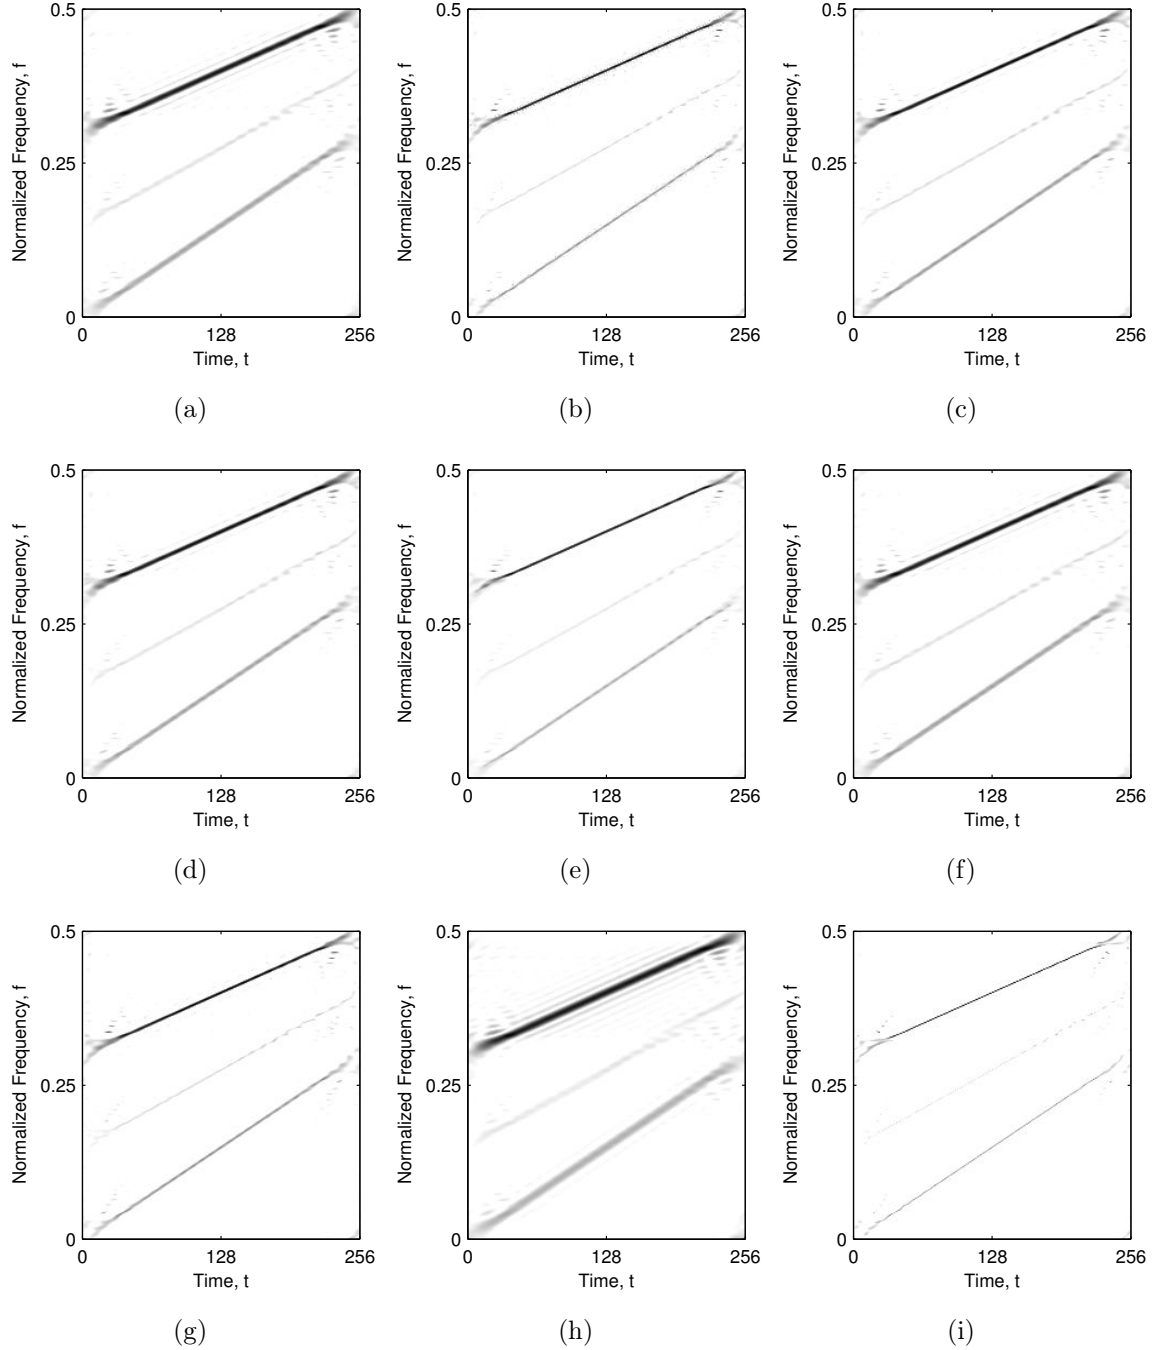 0.5 0.5 0.5
Normalized Frequency, f Normalized Frequency, f Normalized Frequency, f
0.25 0.25 0.25
0 0 0
0 128 256 0 128 256 0 128 256
Time, t Time, t Time, t
(a) (b) (c)
0.5 0.5 0.5
Normalized Frequency, f Normalized Frequency, f Normalized Frequency, f
0.25 0.25 0.25
0 0 0
0 128 256 0 128 256 0 128 256
Time, t Time, t Time, t
(d) (e) (f)
0.5 0.5 0.5
Normalized Frequency, f Normalized Frequency, f Normalized Frequency, f
0.25 0.25 0.25
0 0 0
0 128 256 0 128 256 0 128 256
Time, t Time, t Time, t
(g) (h) (i)